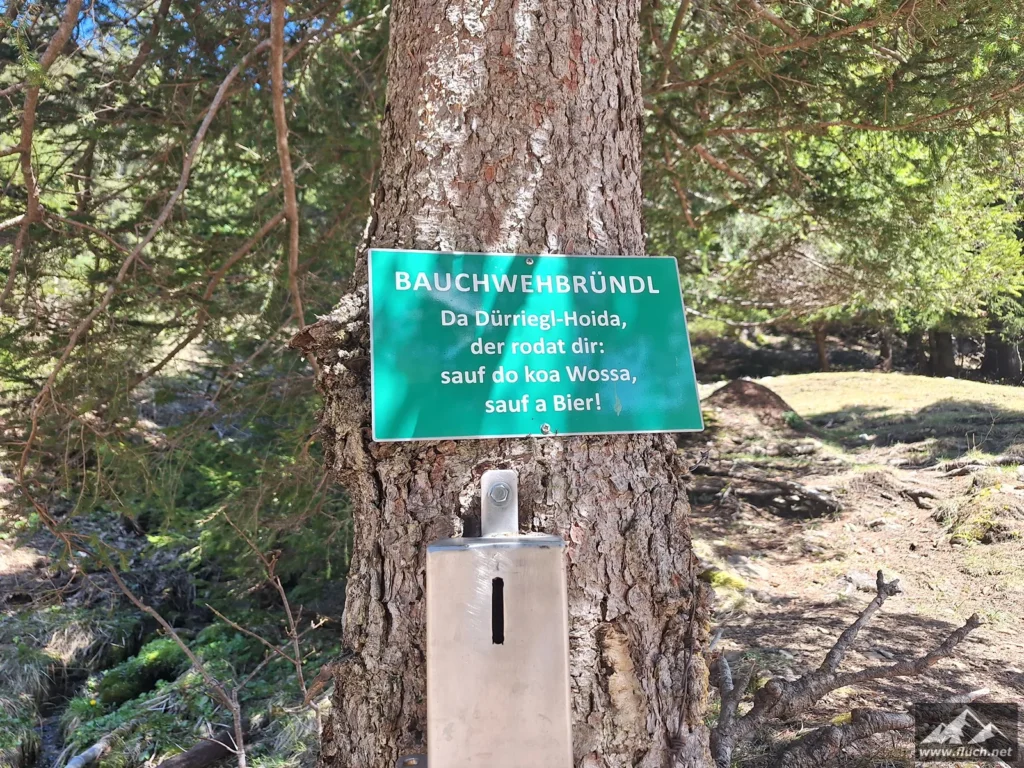 BAUCHWEHBRÜNDL
Da Dürriegl-Hoida,
der rodat dir:
sauf do koa Wossa,
sauf a Bier!
www.fluch.net